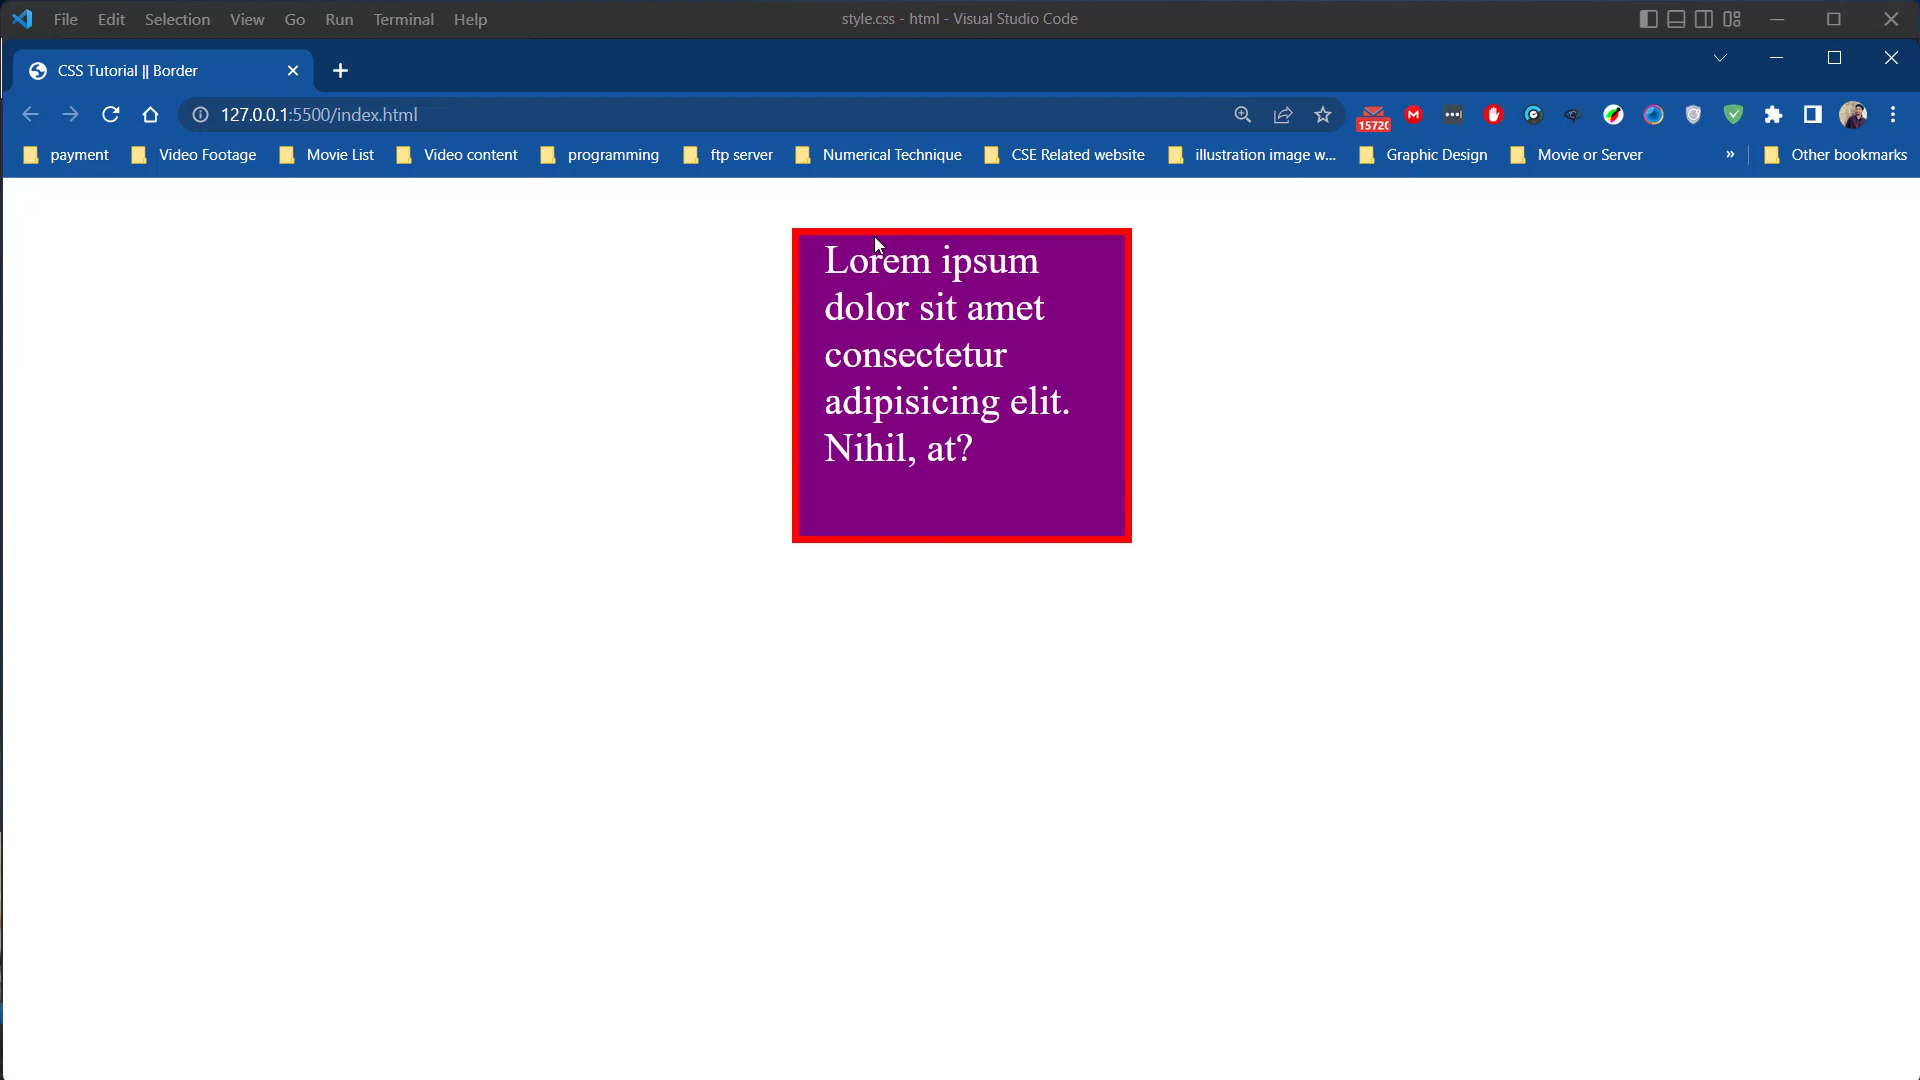 File Edit Selection View Go Run Terminal Help style.css - html - Visual Studio Code
CSS Tutorial || Border
127.0.0.1:5500/index.html
1572
payment Video Footage Movie List Video content programming ftp server Numerical Technique CSE Related website illustration image w... Graphic Design Movie or Server » Other bookmarks
Lorem ipsum
dolor sit amet
consectetur
adipisicing elit.
Nihil, at?